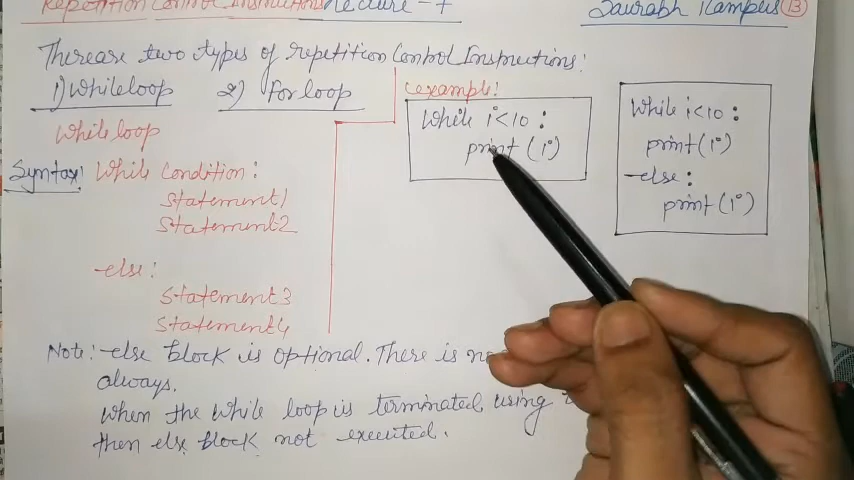 Repetition Control Instructions Lecture - 7
Saurabh Kampus 13
There are two types of repetition Control Instructions:
1) While loop 2) For loop
While loop
Syntax: While Condition:
Statement1
Statement2
else:
Statement3
Statement4
example:
While i<10:
print (i)
While i<10:
print (i)
else:
print (i)
Note: else block is optional. There is
always.
When the while loop is terminated using
then else block not executed.